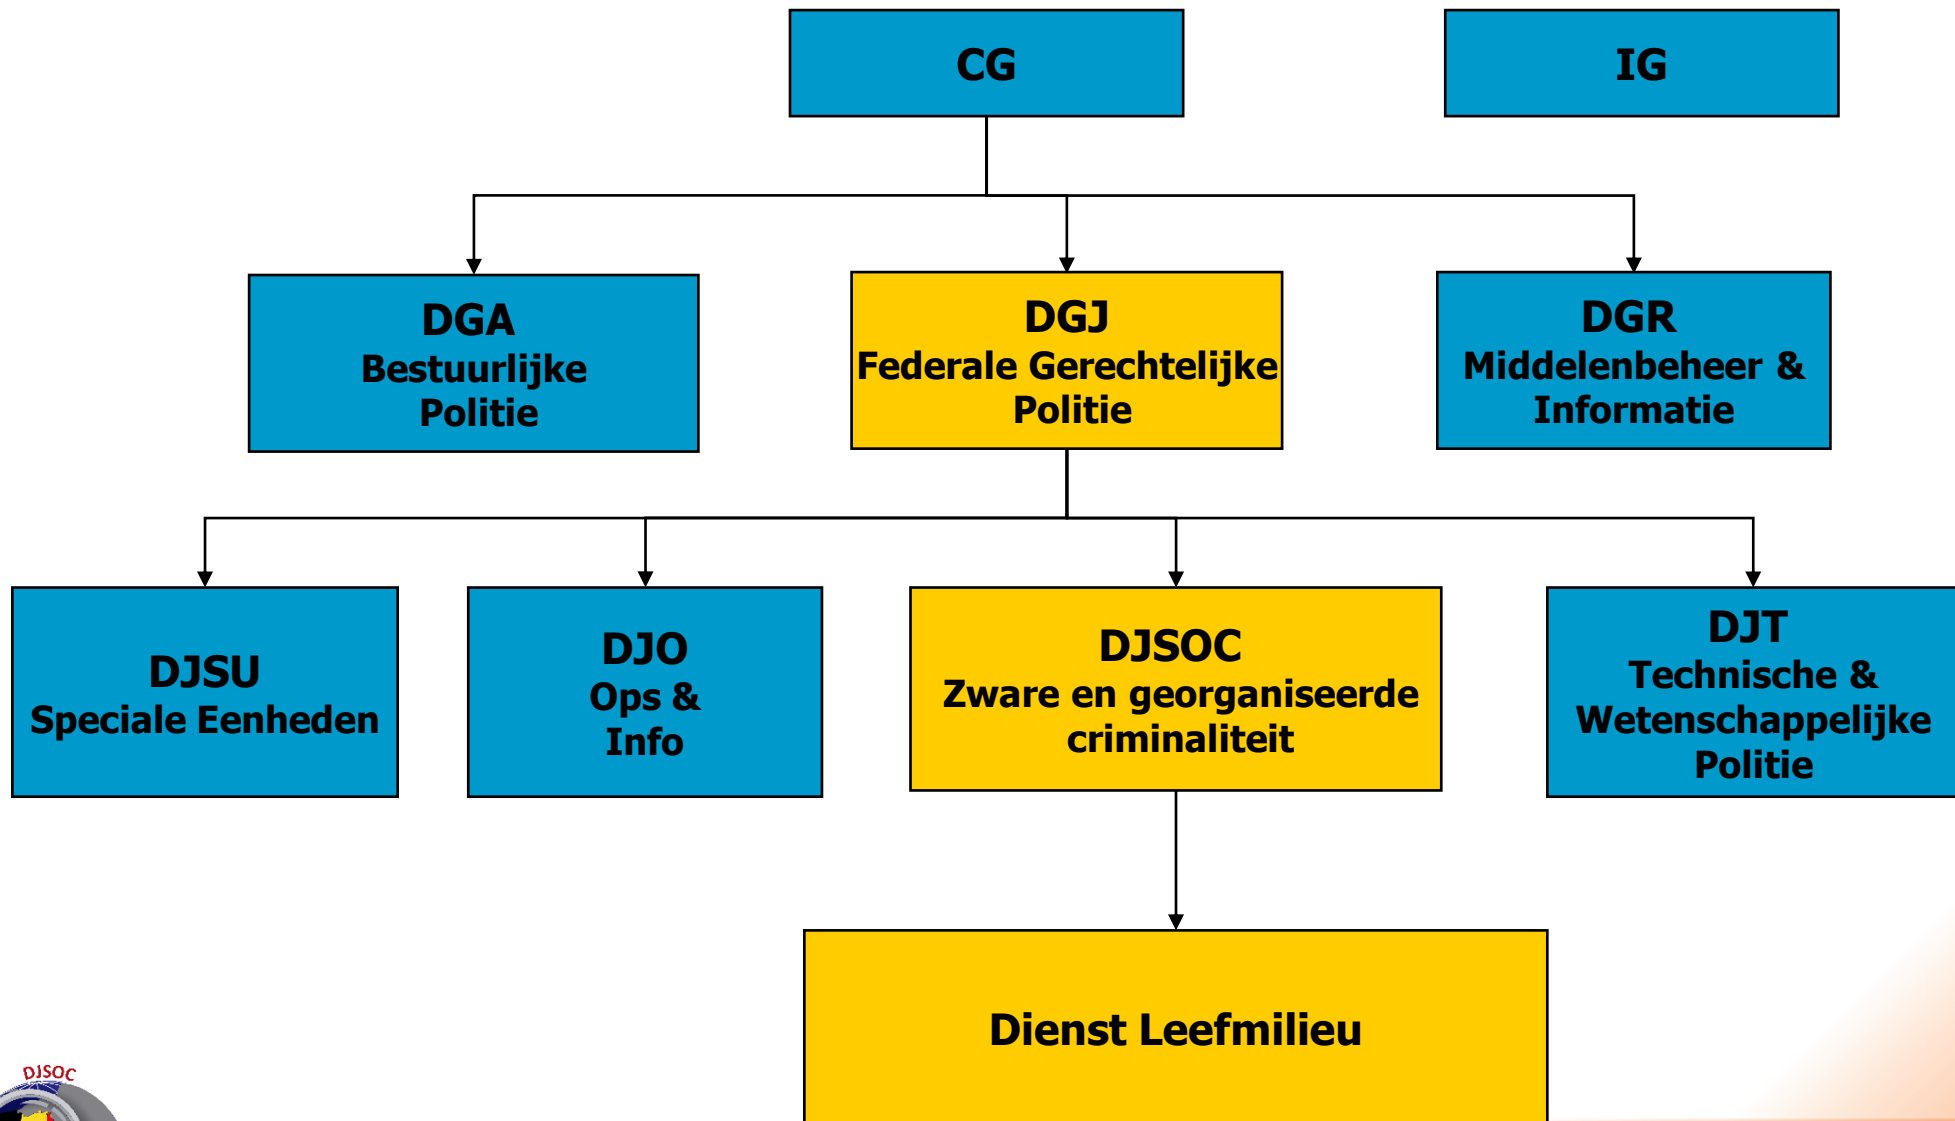 CG
IG
DGA
Bestuurlijke
Politie
DGJ
Federale Gerechtelijke
Politie
DGR
Middelenbeheer &
Informatie
DJSU
Speciale Eenheden
DJO
Ops &
Info
DJSOC
Zware en georganiseerde
criminaliteit
DJT
Technische &
Wetenschappelijke
Politie
Dienst Leefmilieu
DJSOC